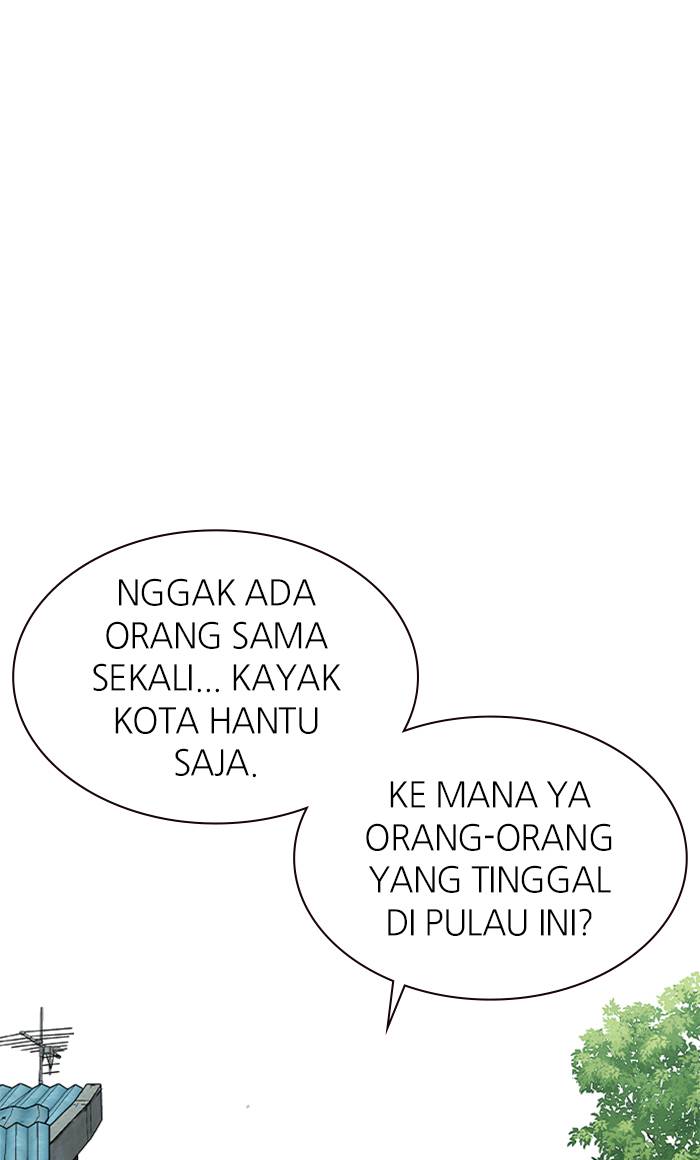 NGGAK ADA
ORANG SAMA
SEKALI... KAYAK
KOTA HANTU
SAJA.
KE MANA YA
ORANG-ORANG
YANG TINGGAL
DI PULAU INI?